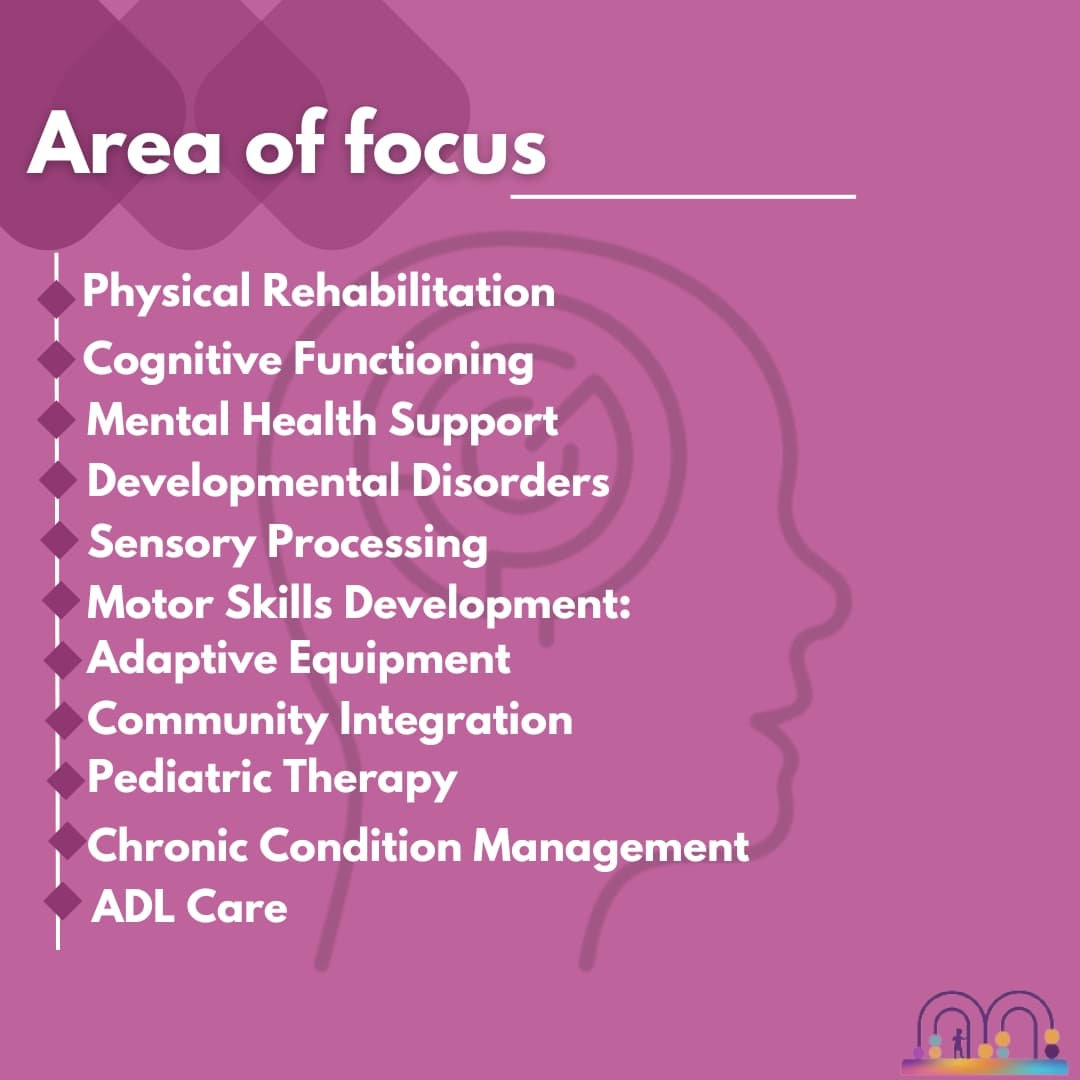 Area of focus
Physical Rehabilitation
Cognitive Functioning
Mental Health Support
Developmental Disorders
Sensory Processing
Motor Skills Development:
Adaptive Equipment
Community Integration
Pediatric Therapy
Chronic Condition Management
ADL Care